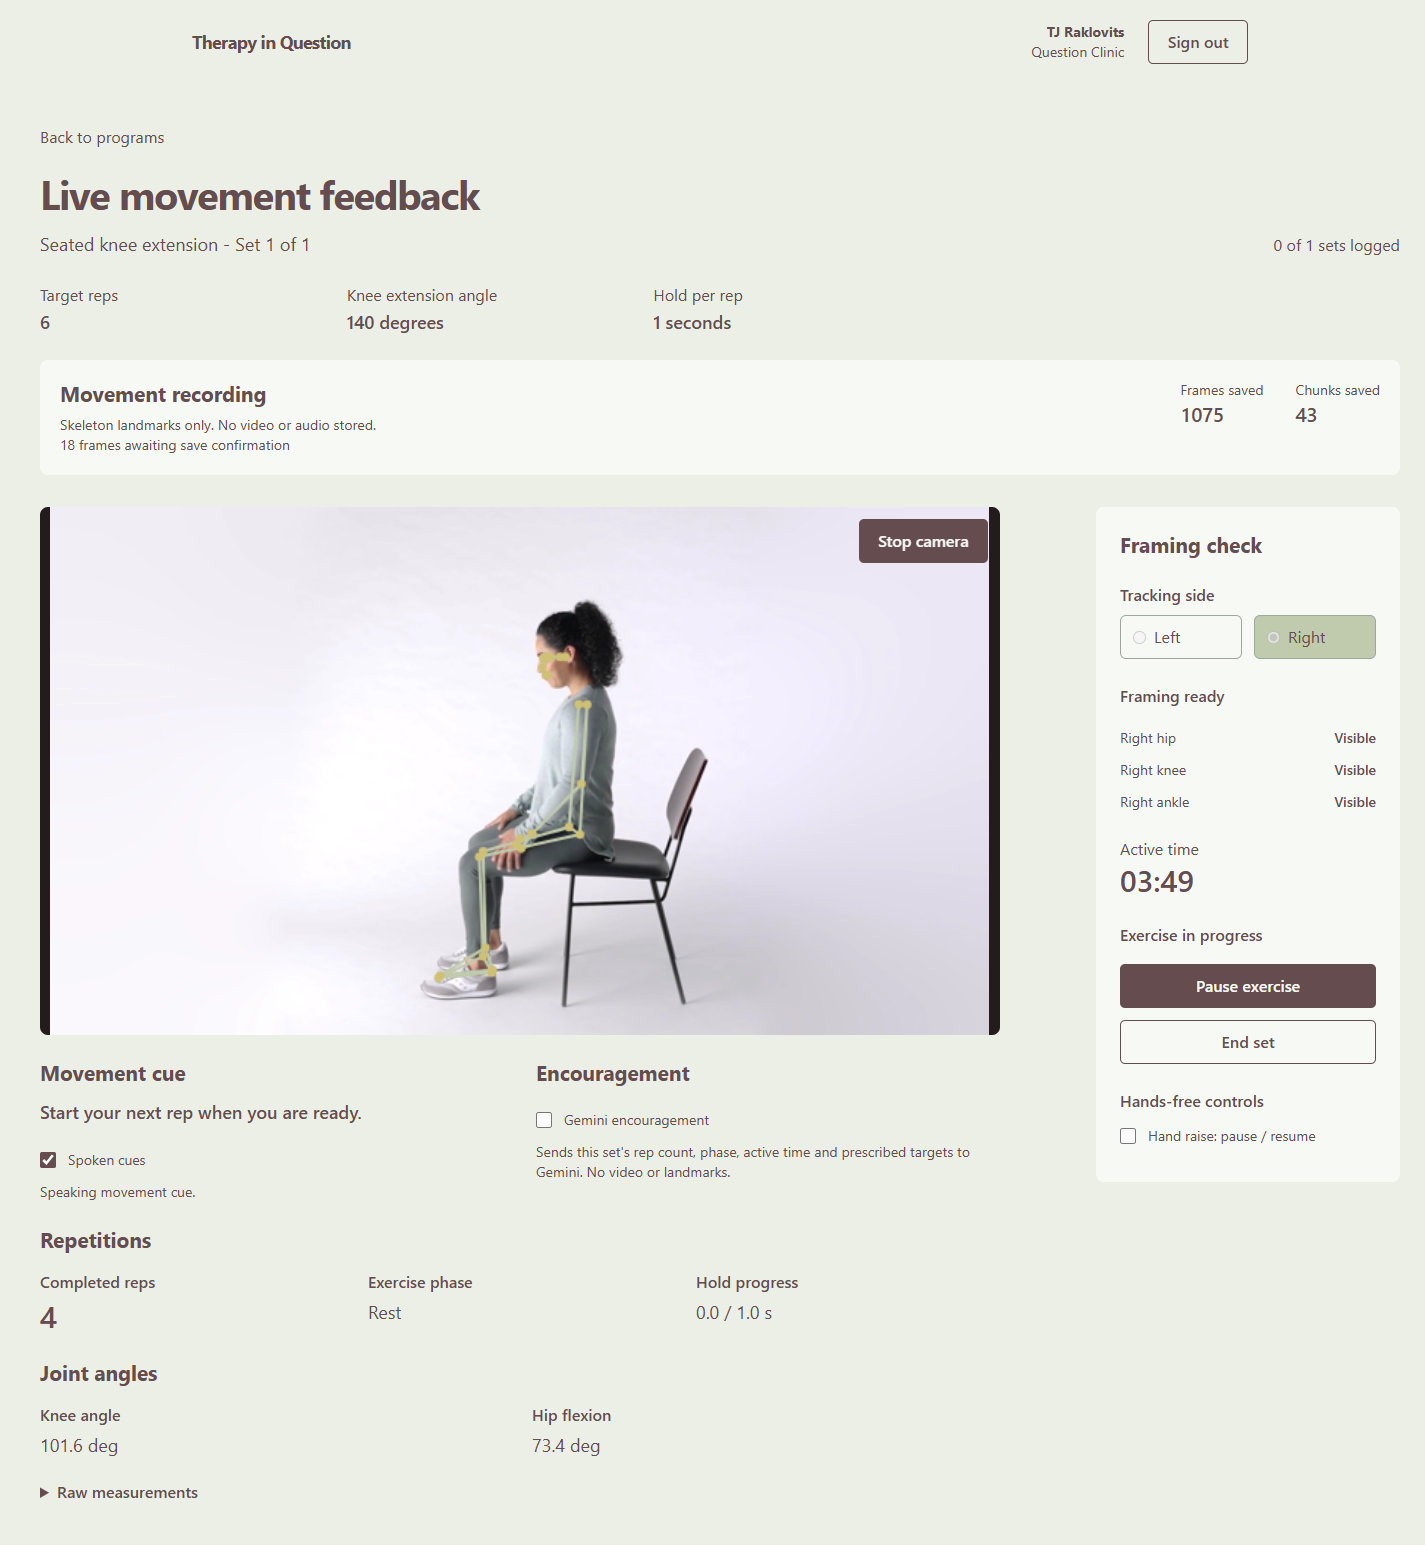 Therapy in Question
TJ Raklovits
Question Clinic
Sign out
Back to programs
Live movement feedback
Seated knee extension - Set 1 of 1
0 of 1 sets logged
Target reps
6
Knee extension angle
140 degrees
Hold per rep
1 seconds
Movement recording
Skeleton landmarks only. No video or audio stored.
18 frames awaiting save confirmation
Frames saved
1075
Chunks saved
43
Stop camera
Framing check
Tracking side
Left
Right
Framing ready
Right hip
Visible
Right knee
Visible
Right ankle
Visible
Active time
03:49
Exercise in progress
Pause exercise
End set
Hands-free controls
Hand raise: pause / resume
Movement cue
Start your next rep when you are ready.
Spoken cues
Speaking movement cue.
Encouragement
Gemini encouragement
Sends this set's rep count, phase, active time and prescribed targets to
Gemini. No video or landmarks.
Repetitions
Completed reps
4
Exercise phase
Rest
Hold progress
0.0 / 1.0 s
Joint angles
Knee angle
101.6 deg
Hip flexion
73.4 deg
Raw measurements